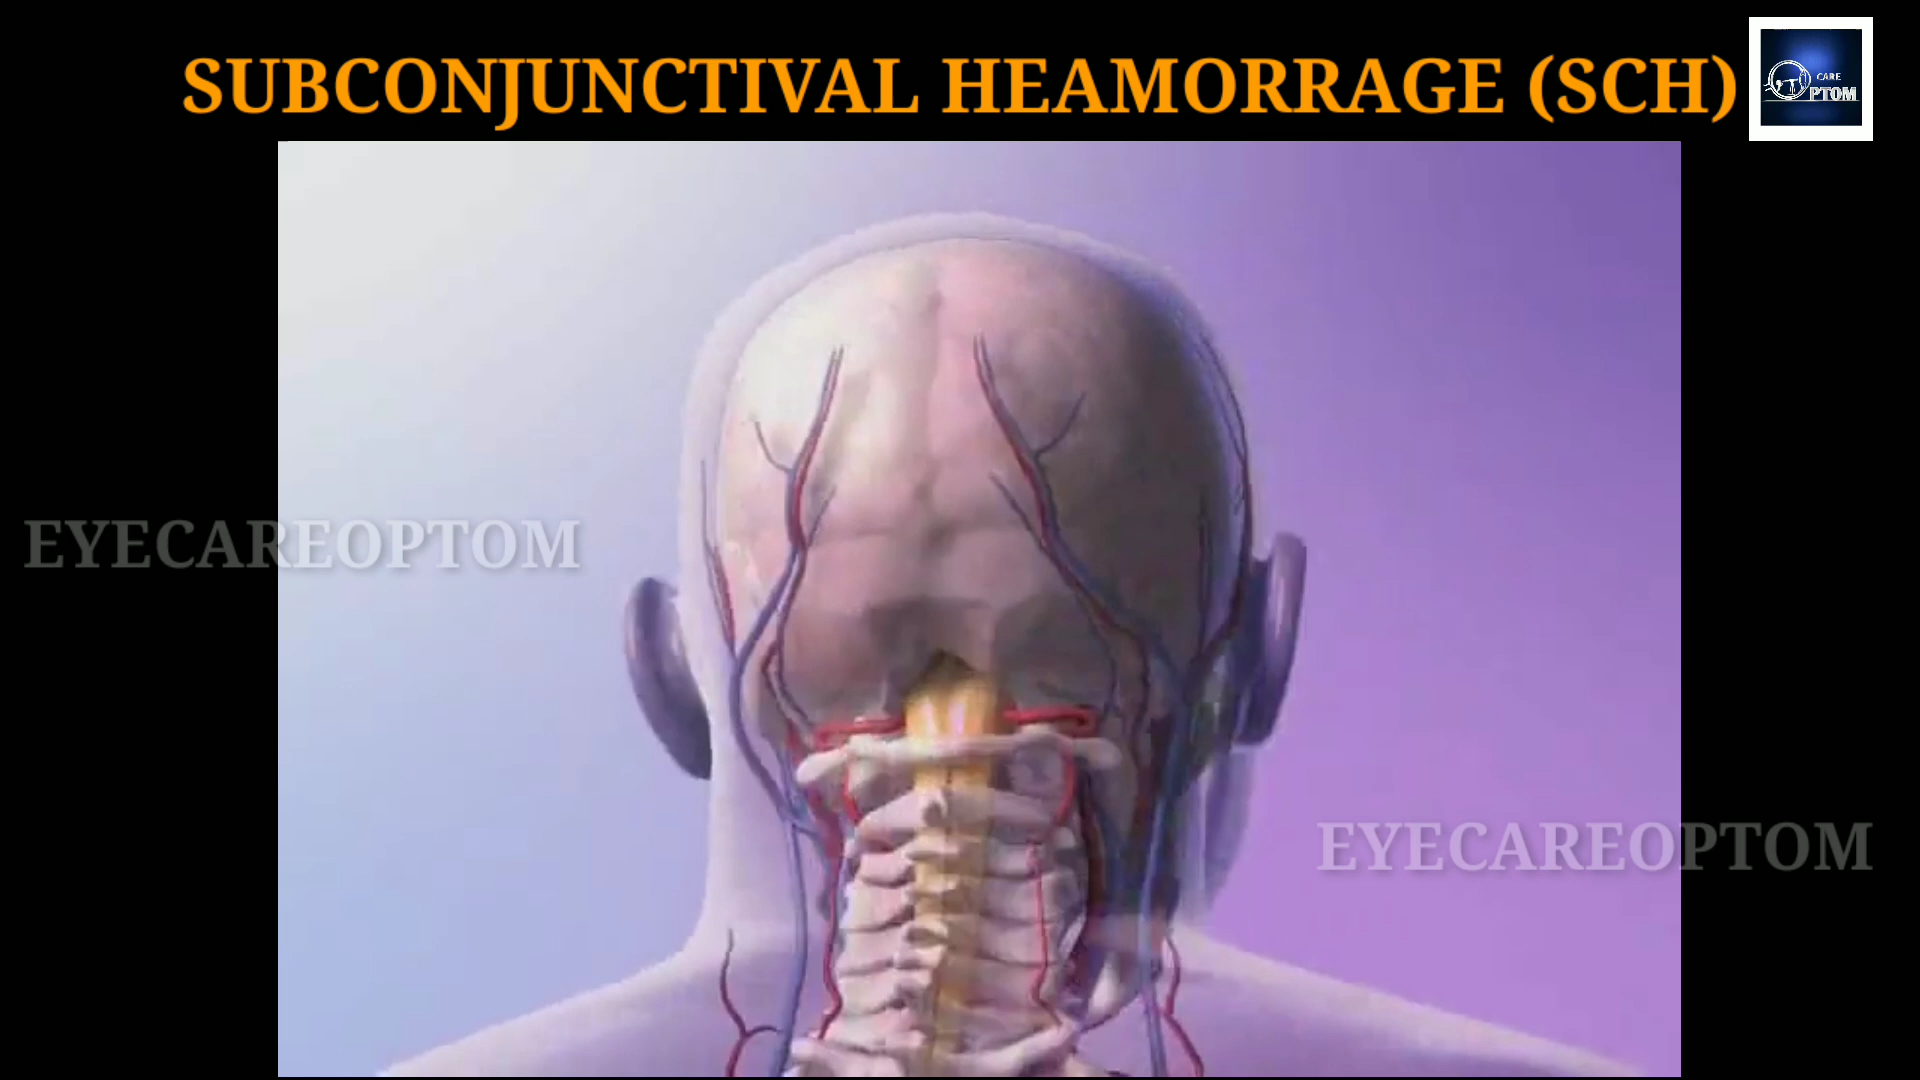 SUBCONJUNCTIVAL HEAMORRAGE (SCH)
CARE
PTOM
EYECAREOPTOM
EYECAREOPTOM